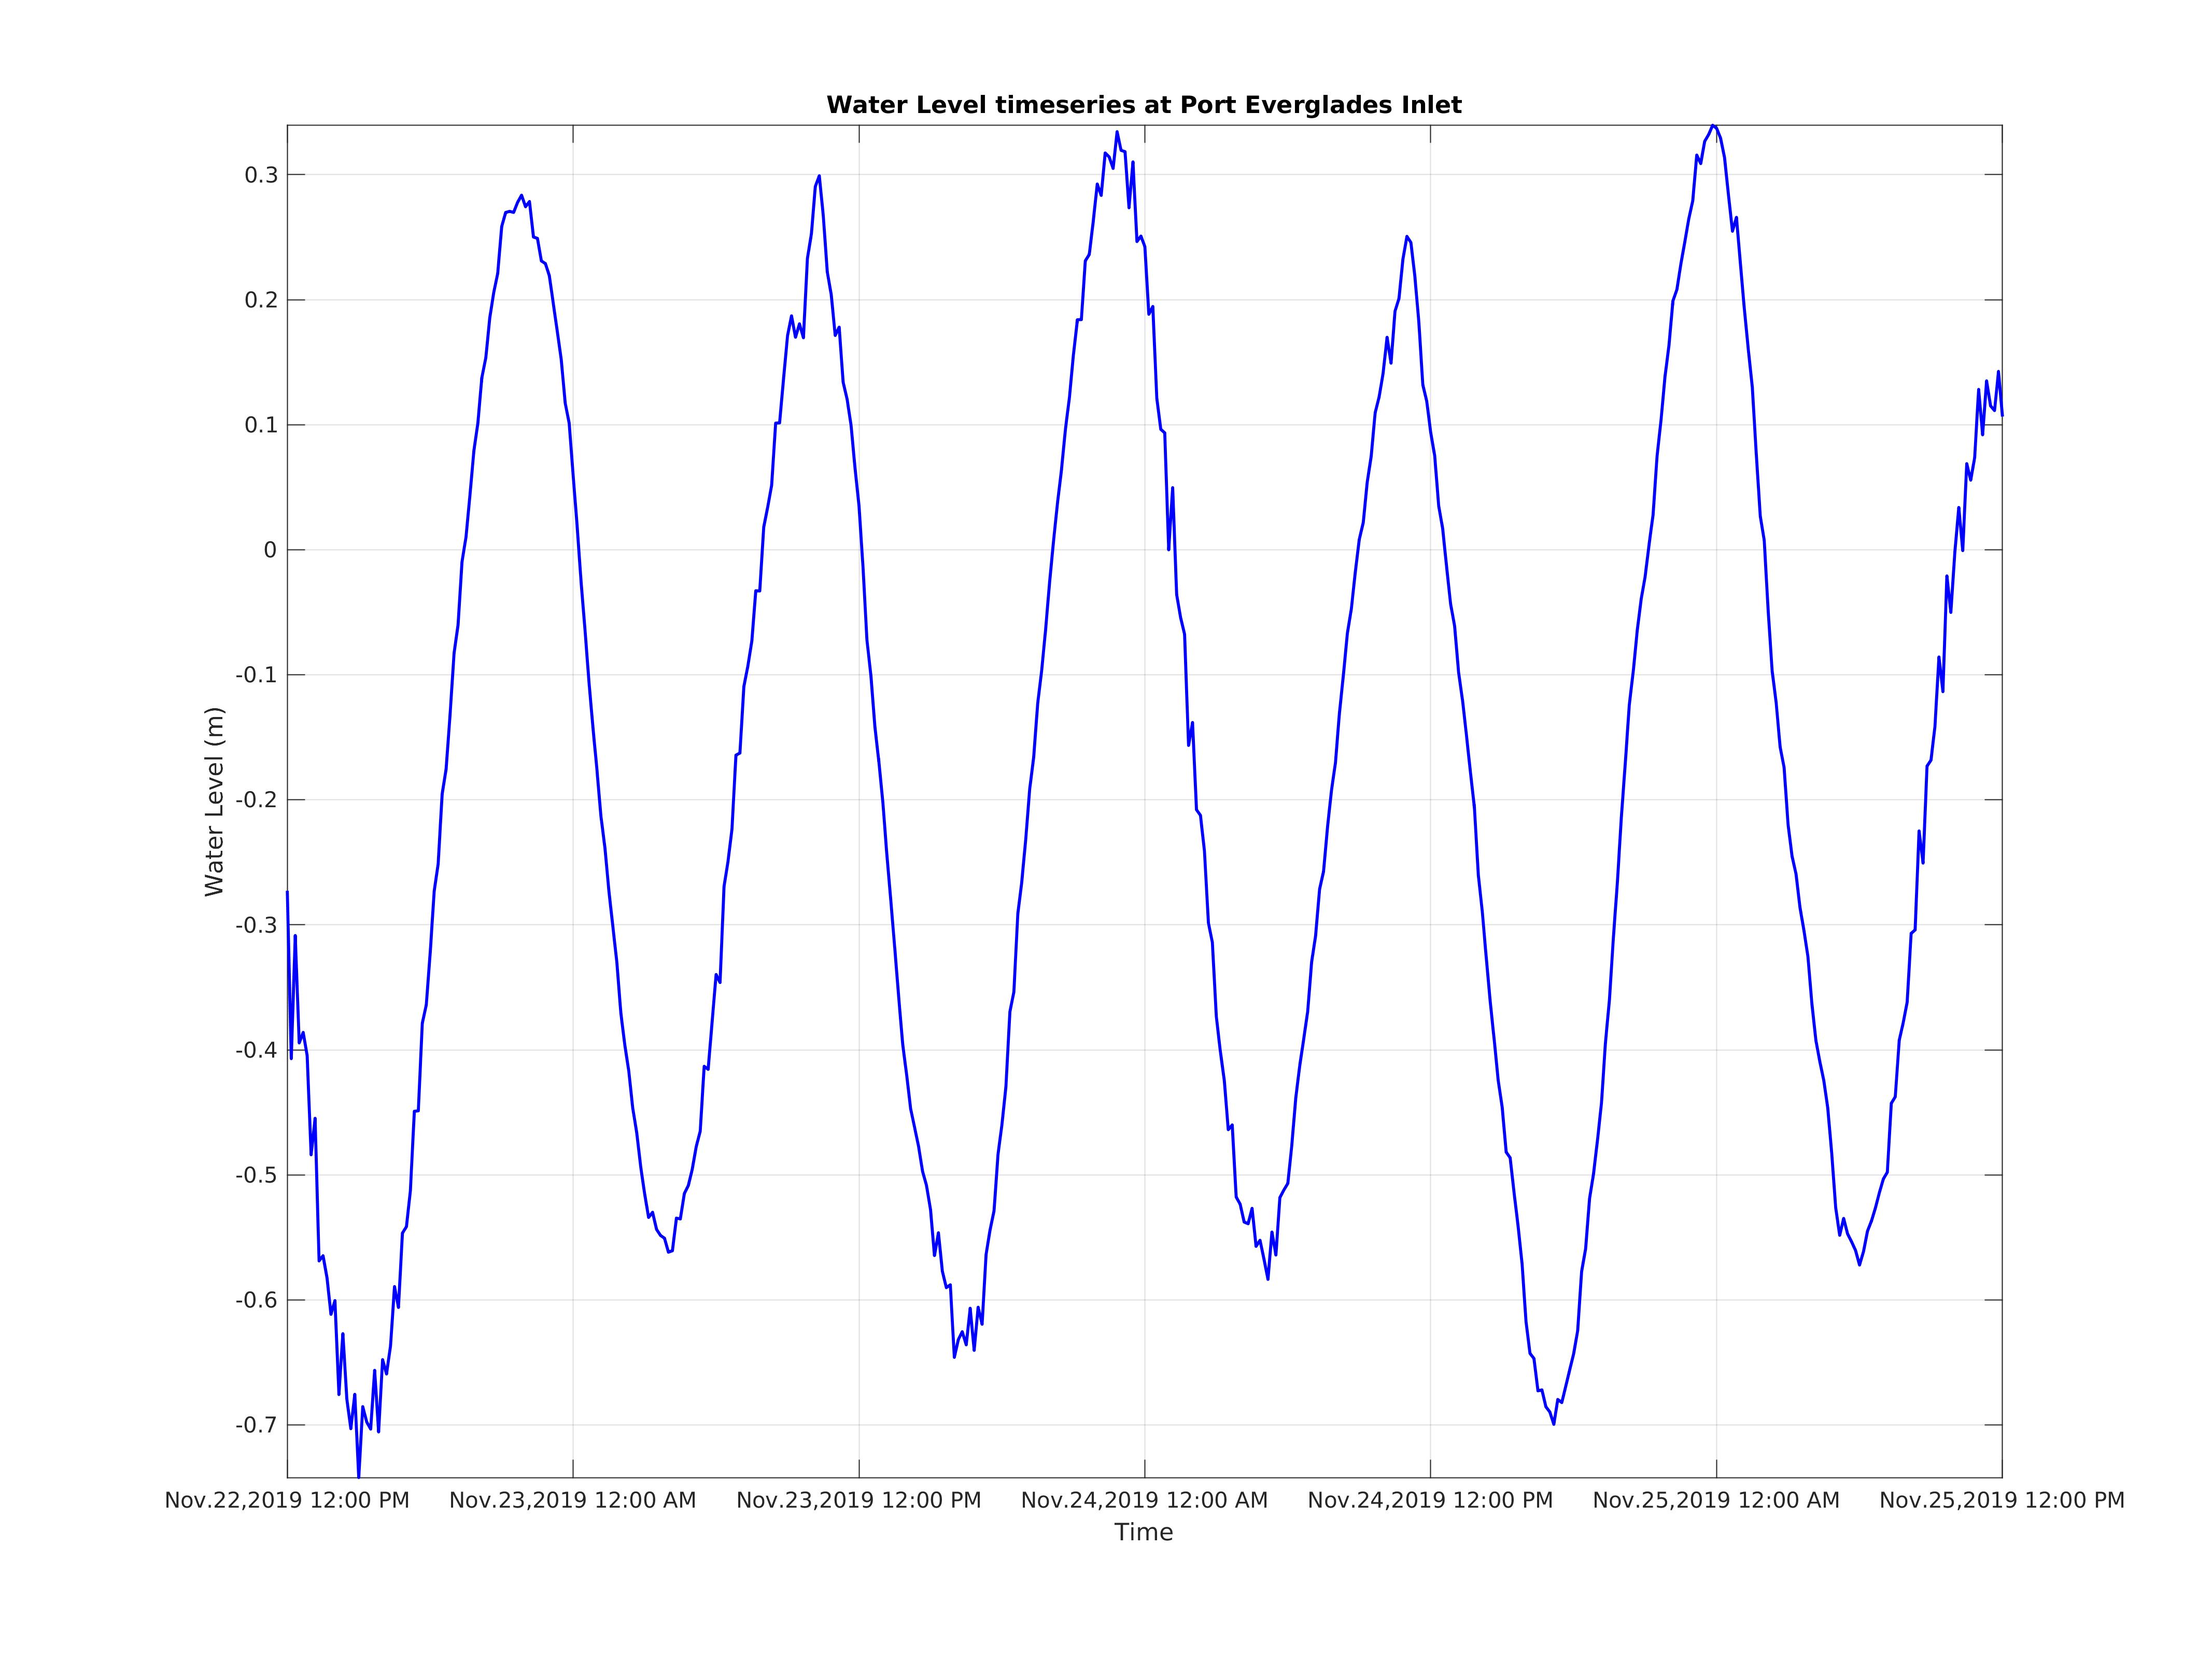 Water Level timeseries at Port Everglades Inlet
0.3
0.2
0.1
0
-0.1
-0.2
-0.3
-0.4
-0.5
-0.6
-0.7
Water Level (m)
Nov.22,2019 12:00 PM Nov.23,2019 12:00 AM Nov.23,2019 12:00 PM Nov.24,2019 12:00 AM Nov.24,2019 12:00 PM Nov.25,2019 12:00 AM Nov.25,2019 12:00 PM
Time